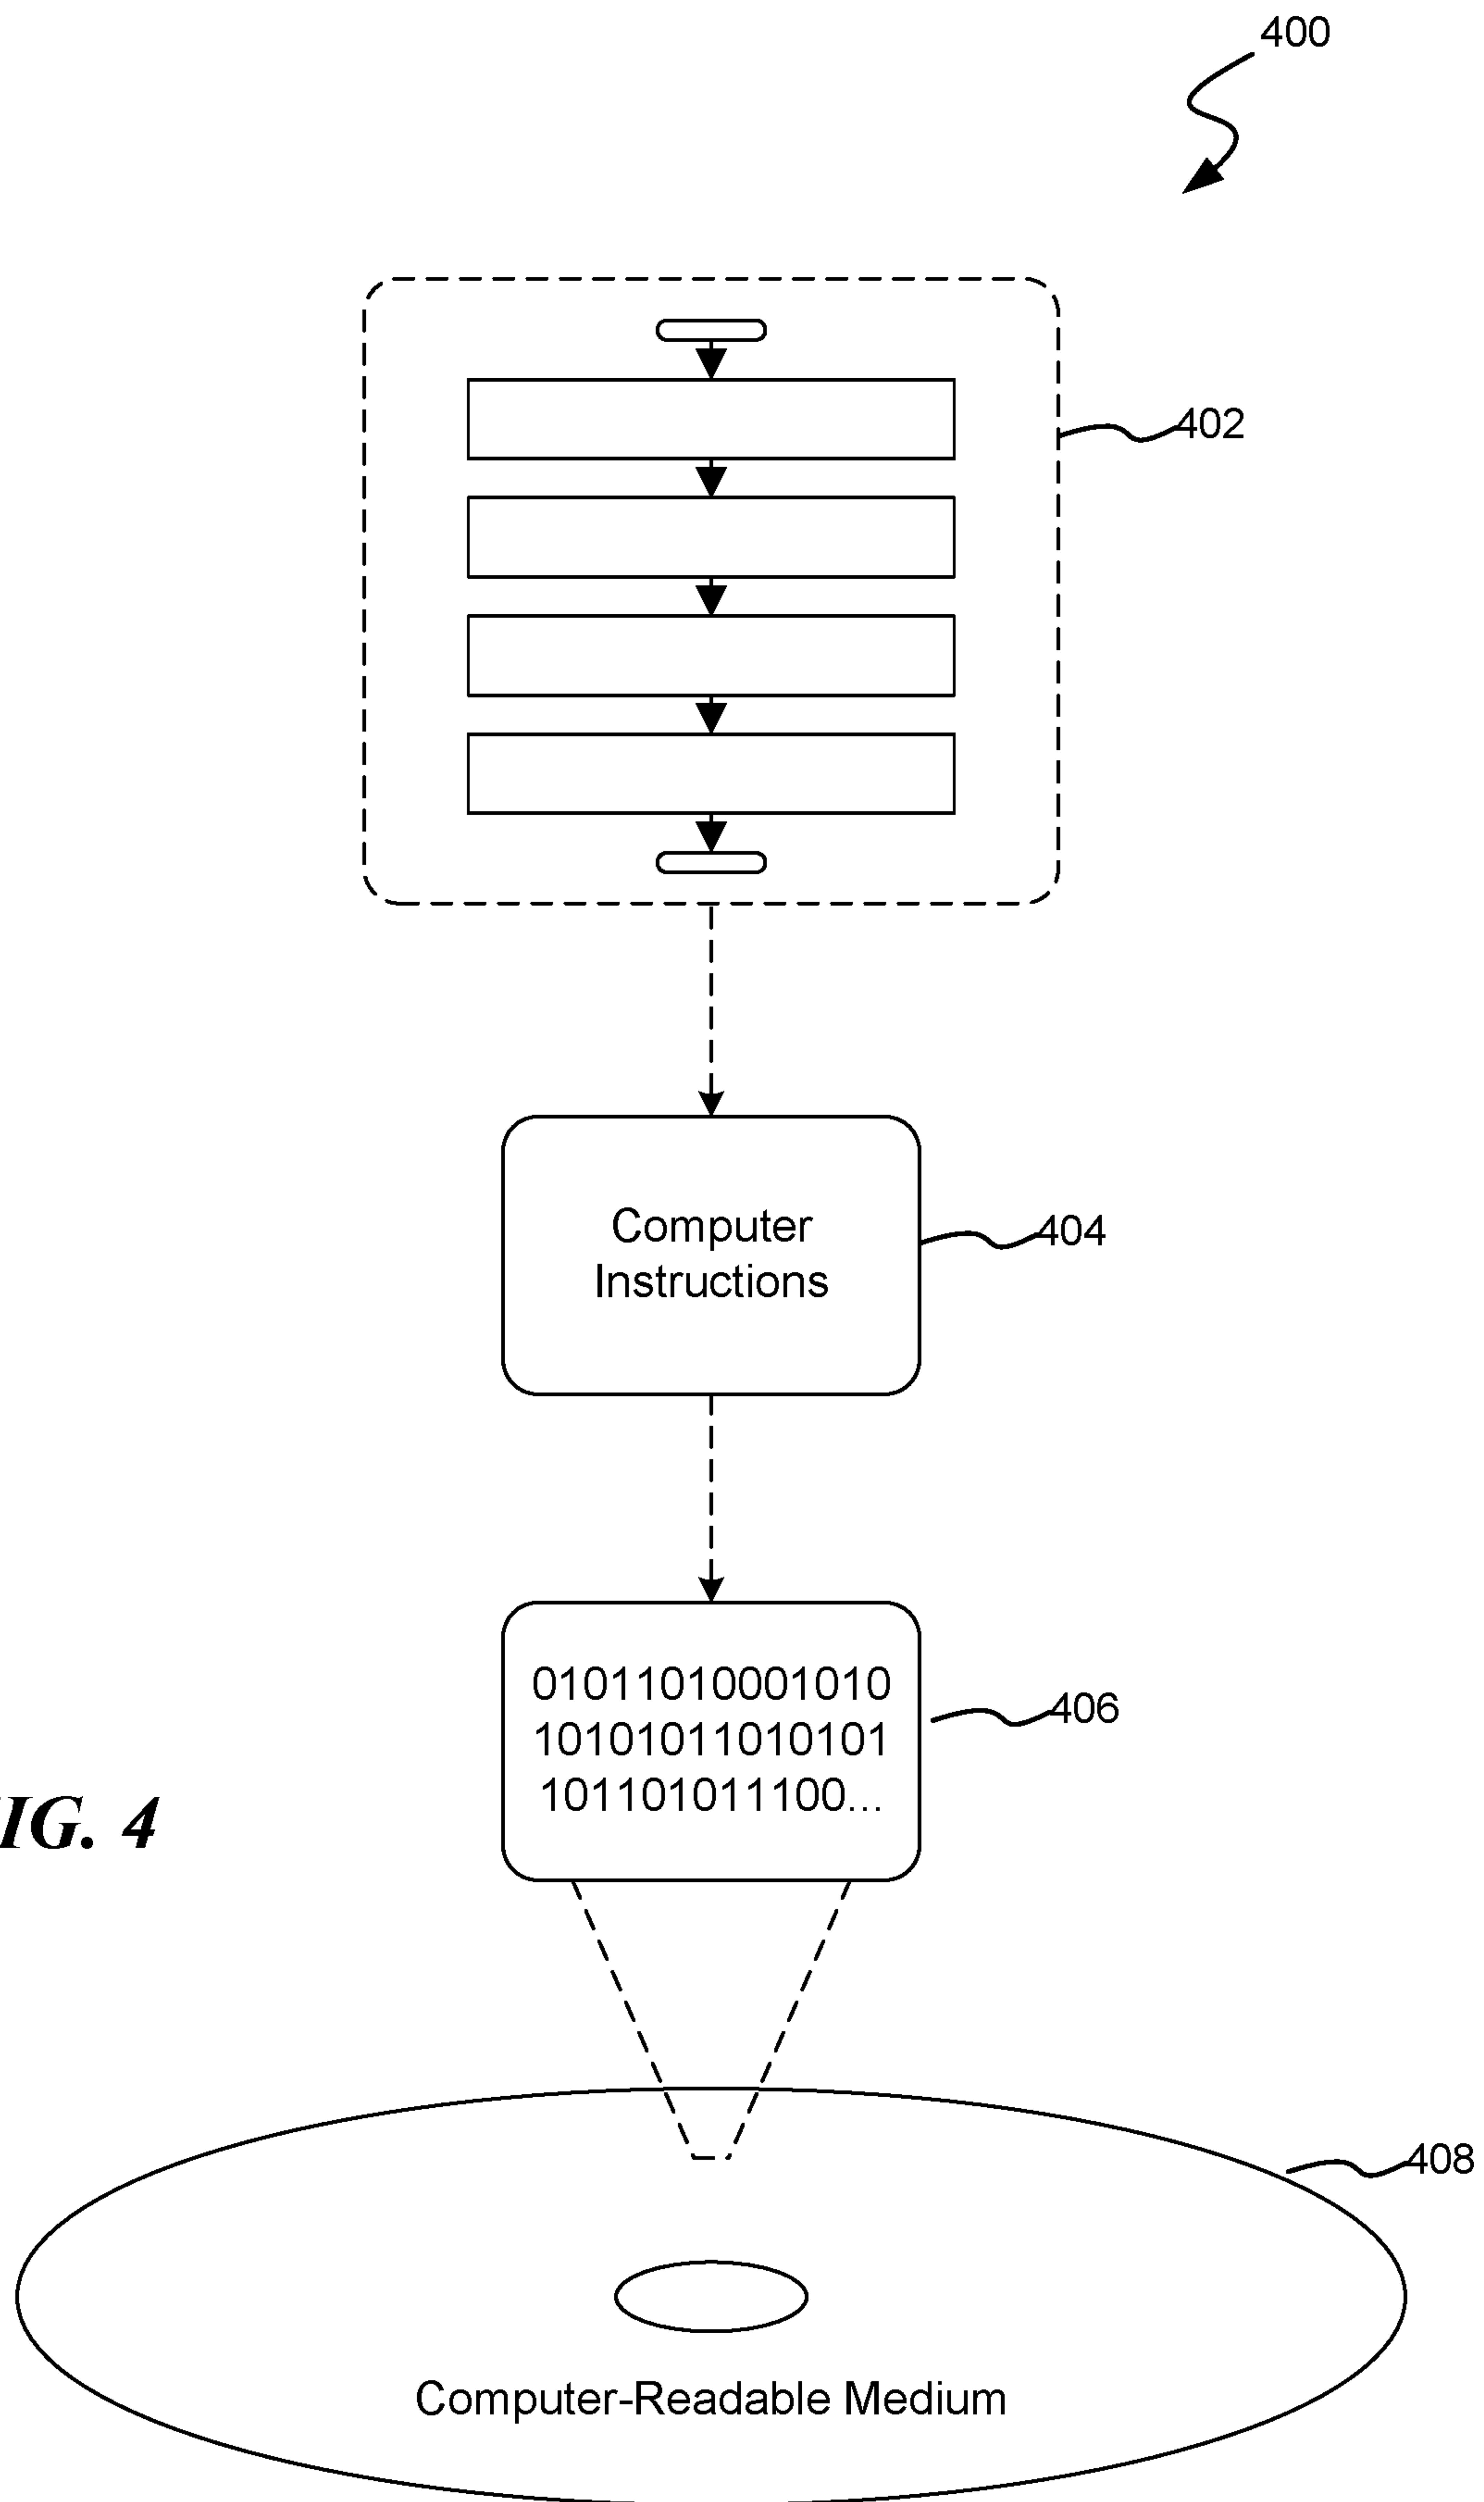 400
402
Computer
Instructions
404
01011010001010
10101011010101
101101011100...
406
IG. 4
408
Computer-Readable Medium